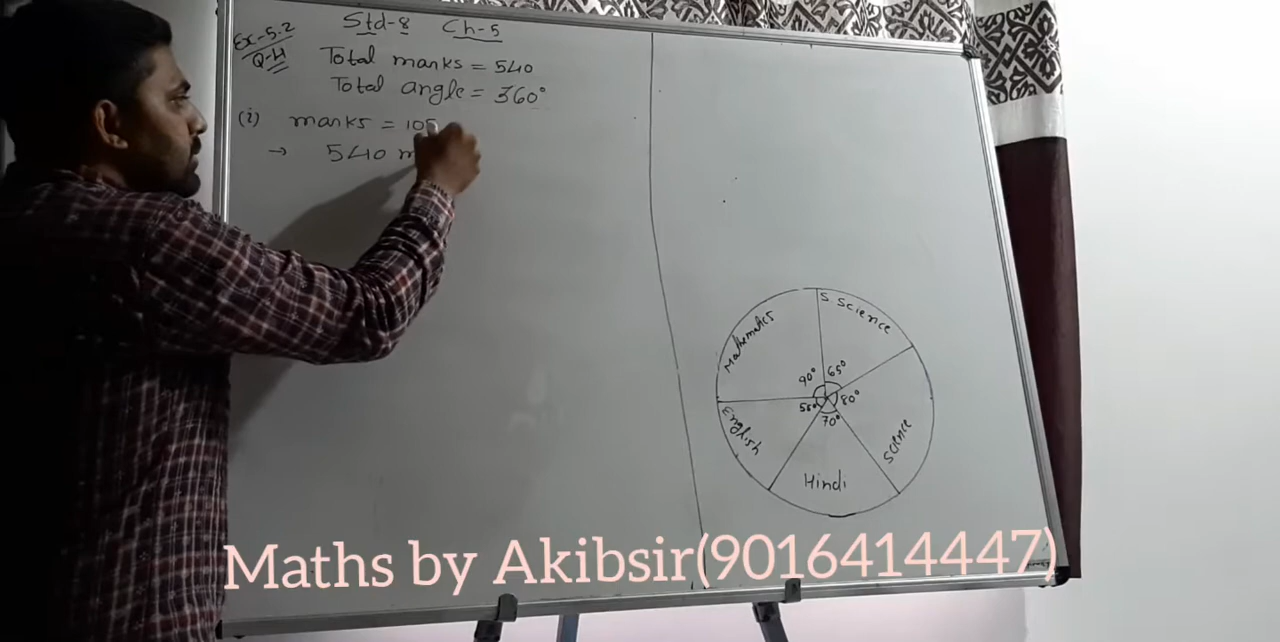 Std-8 Ch-5
Ex-5.2
Q-4
Total marks = 540
Total angle = 360°
(i) marks = 105
→ 540 m
Mathematics
S Science
90° 65°
80°
70°
English
Science
Hindi
Maths by Akibsir(9016414447)